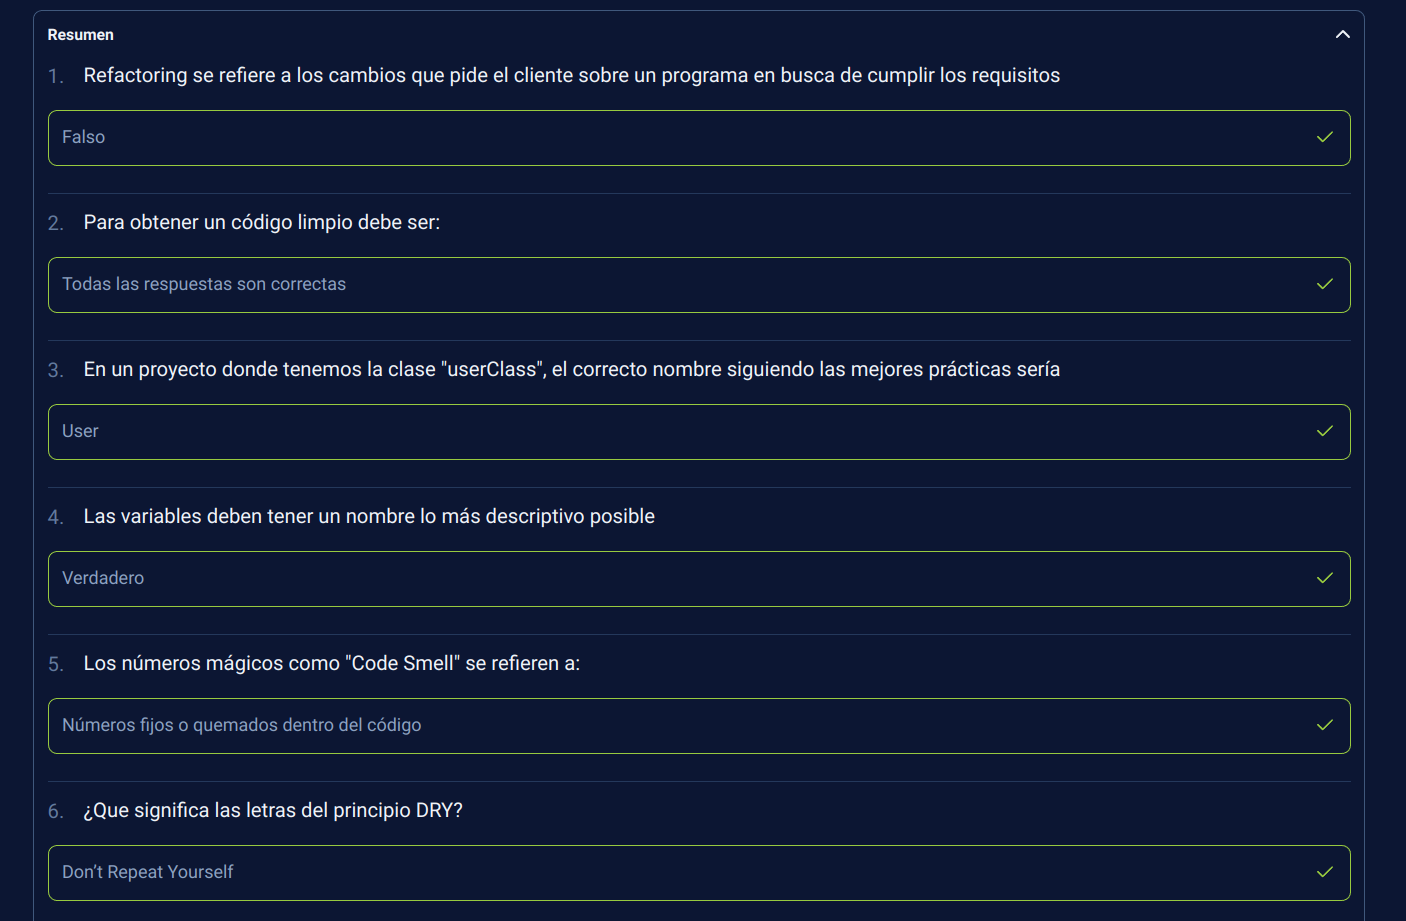 Resumen
1. Refactoring se refiere a los cambios que pide el cliente sobre un programa en busca de cumplir los requisitos
Falso
2. Para obtener un código limpio debe ser:
Todas las respuestas son correctas
3. En un proyecto donde tenemos la clase "userClass", el correcto nombre siguiendo las mejores prácticas sería
User
4. Las variables deben tener un nombre lo más descriptivo posible
Verdadero
5. Los números mágicos como "Code Smell" se refieren a:
Números fijos o quemados dentro del código
6. ¿Que significa las letras del principio DRY?
Don’t Repeat Yourself